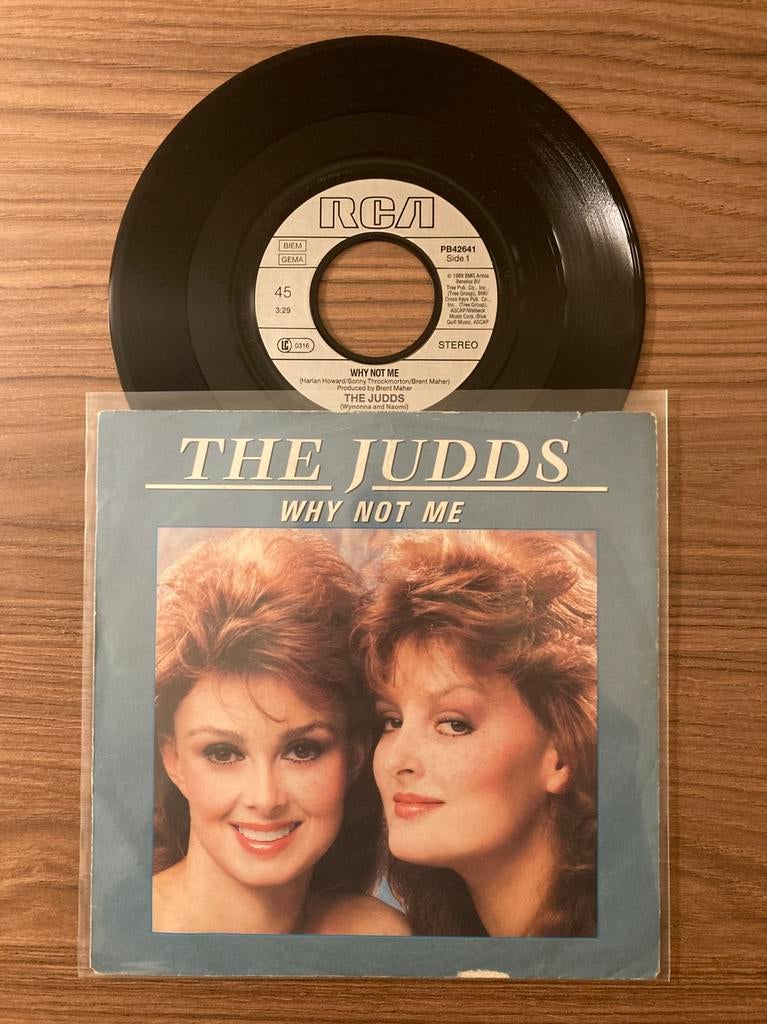 RCA
BIEM
GEMA
PB42641
Side 1
45
3:29
℗ 1989 BMG Ariola
Benelux BV
Tree Pub. Co., Inc.
(Tree Group), BMI/
Cross Keys Pub. Co.,
Inc. (Tree Group),
ASCAP/Welbeck
Music Corp./Blue
Quill Music, ASCAP
LC 0316
STEREO
WHY NOT ME
(Harlan Howard/Sonny Throckmorton/Brent Maher)
Produced by Brent Maher
THE JUDDS
(Wynonna and Naomi)
THE JUDDS
WHY NOT ME